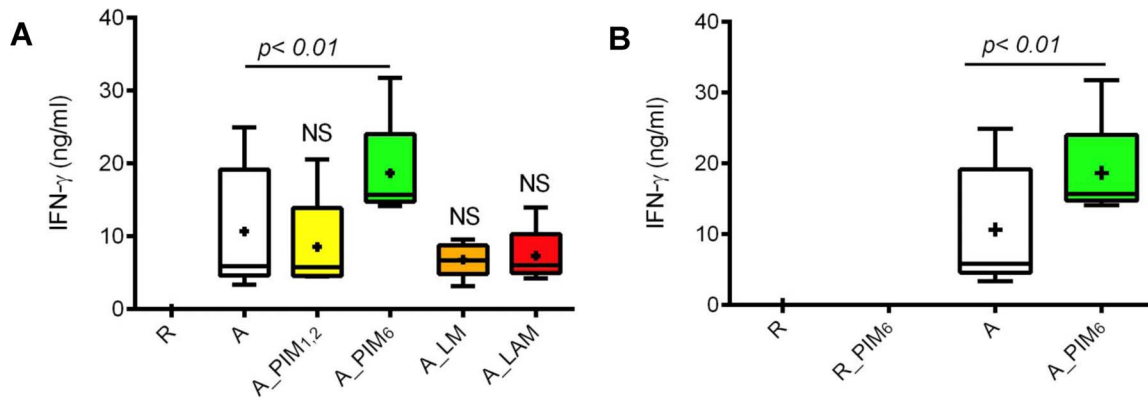 A
IFN-γ (ng/ml)
40
30
20
10
0
p< 0.01
NS
NS
NS
R
A
A_PIM1,2
A_PIM6
A_LM
A_LAM
B
IFN-γ (ng/ml)
40
30
20
10
0
p< 0.01
R
R_PIM6
A
A_PIM6